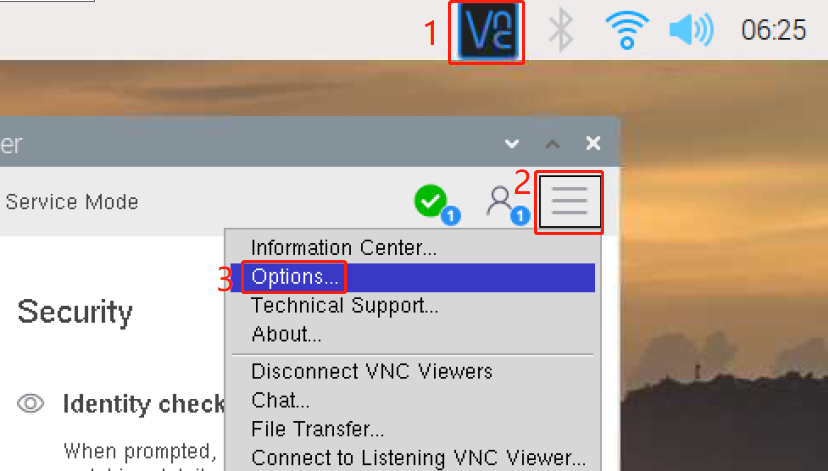 1
VNC
06:25
er
Service Mode
1
1
2
Information Center...
3
Options...
Technical Support...
About...
Security
Disconnect VNC Viewers
Identity check
Chat...
File Transfer...
When prompted,
Connect to Listening VNC Viewer...